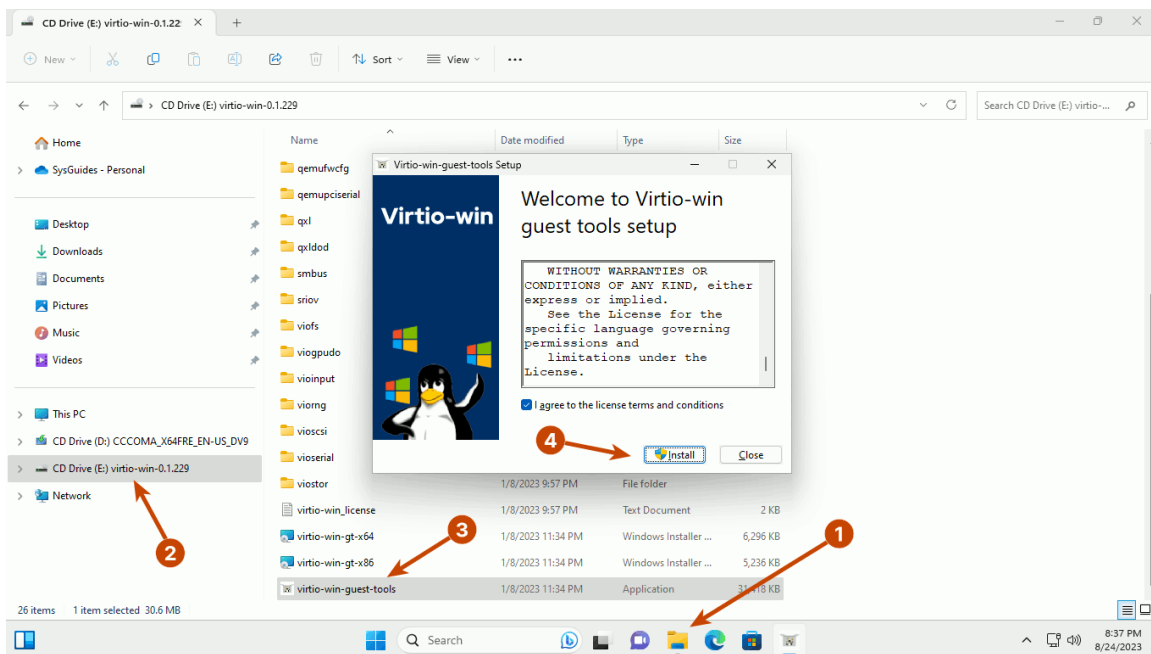 CD Drive (E:) virtio-win-0.1.22
New
Sort
View
CD Drive (E:) virtio-win-0.1.229
Search CD Drive (E:) virtio-...
Home
SysGuides - Personal
Desktop
Downloads
Documents
Pictures
Music
Videos
This PC
CD Drive (D:) CCCOMA_X64FRE_EN-US_DV9
CD Drive (E:) virtio-win-0.1.229
Network
Name Date modified Type Size
qemufwcfg
qemupciserial
qxl
qxldod
smbus
sriov
viofs
viogpudo
vioinput
viorng
vioscsi
vioserial
viostor 1/8/2023 9:57 PM File folder
virtio-win_license 1/8/2023 9:57 PM Text Document 2 KB
virtio-win-gt-x64 1/8/2023 11:34 PM Windows Installer ... 6,296 KB
virtio-win-gt-x86 1/8/2023 11:34 PM Windows Installer ... 5,236 KB
virtio-win-guest-tools 1/8/2023 11:34 PM Application 31,418 KB
Virtio-win-guest-tools Setup
Virtio-win
Welcome to Virtio-win
guest tools setup
WITHOUT WARRANTIES OR
CONDITIONS OF ANY KIND, either
express or implied.
See the License for the
specific language governing
permissions and
limitations under the
License.
I agree to the license terms and conditions
Install Close
4
3
1
2
26 items 1 item selected 30.6 MB
Search
8:37 PM
8/24/2023